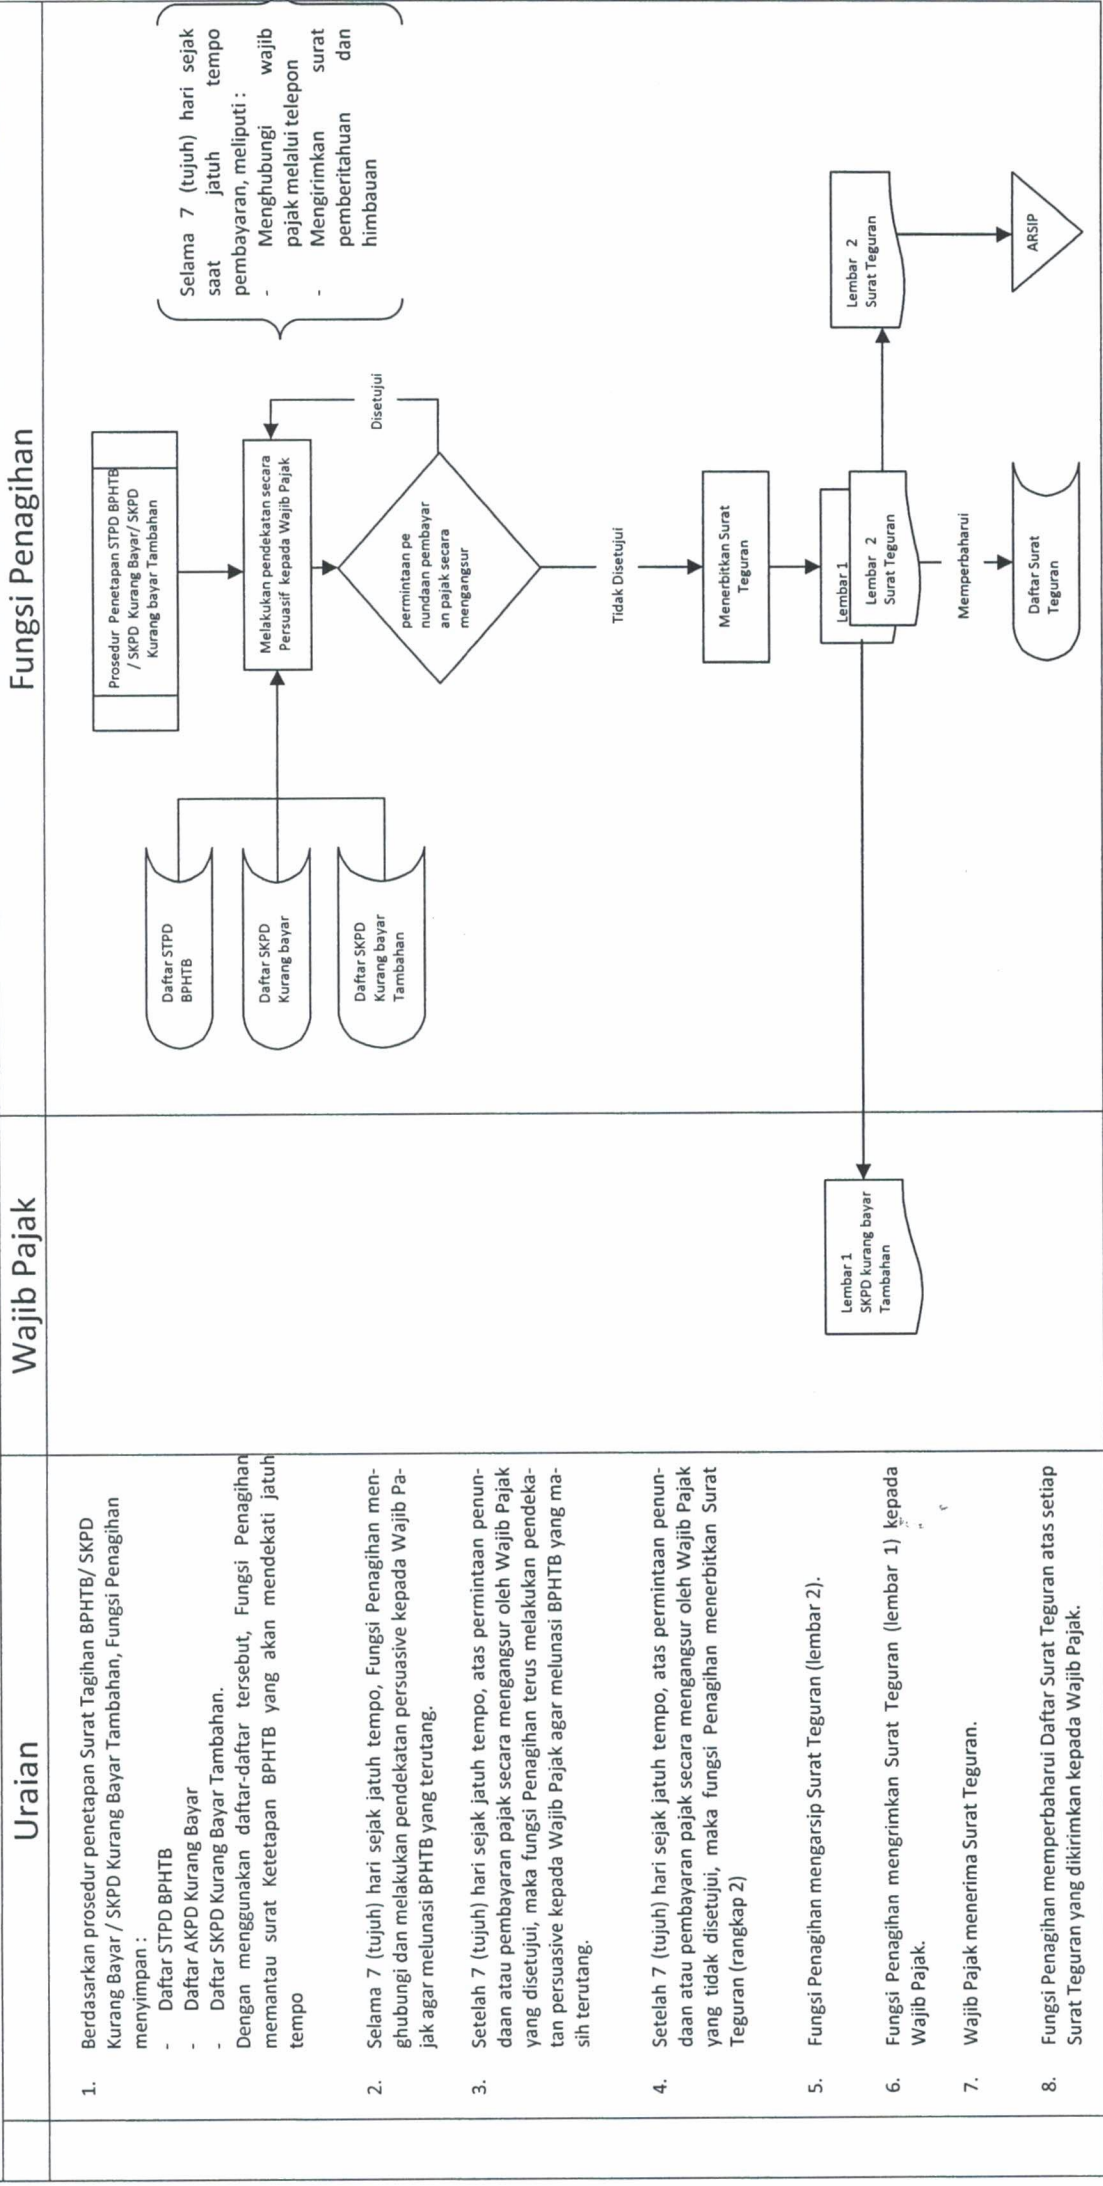 Uraian
Wajib Pajak
Fungsi Penagihan
1. Berdasarkan prosedur penetapan Surat Tagihan BPHTB/ SKPD
Kurang Bayar / SKPD Kurang Bayar Tambahan, Fungsi Penagihan
menyimpan :
- Daftar STPD BPHTB
- Daftar AKPD Kurang Bayar
- Daftar SKPD Kurang Bayar Tambahan.
Dengan menggunakan daftar-daftar tersebut, Fungsi Penagihan
memantau surat Ketetapan BPHTB yang akan mendekati jatuh
tempo
2. Selama 7 (tujuh) hari sejak jatuh tempo, Fungsi Penagihan men-
ghubungi dan melakukan pendekatan persuasive kepada Wajib Pa-
jak agar melunasi BPHTB yang terutang.
3. Setelah 7 (tujuh) hari sejak jatuh tempo, atas permintaan penun-
daan atau pembayaran pajak secara mengangsur oleh Wajib Pajak
yang disetujui, maka fungsi Penagihan terus melakukan pendeka-
tan persuasive kepada Wajib Pajak agar melunasi BPHTB yang ma-
sih terutang.
4. Setelah 7 (tujuh) hari sejak jatuh tempo, atas permintaan penun-
daan atau pembayaran pajak secara mengangsur oleh Wajib Pajak
yang tidak disetujui, maka fungsi Penagihan menerbitkan Surat
Teguran (rangkap 2)
5. Fungsi Penagihan mengarsip Surat Teguran (lembar 2).
6. Fungsi Penagihan mengrimkan Surat Teguran (lembar 1) kepada
Wajib Pajak.
7. Wajib Pajak menerima Surat Teguran.
8. Fungsi Penagihan memperbaharui Daftar Surat Teguran atas setiap
Surat Teguran yang dikirimkan kepada Wajib Pajak.
Lembar 1
SKPD kurang bayar
Tambahan
Prosedur Penetapan STPD BPHTB
/ SKPD Kurang Bayar/ SKPD
Kurang bayar Tambahan
Daftar STPD
BPHTB
Daftar SKPD
Kurang bayar
Daftar SKPD
Kurang bayar
Tambahan
Melakukan pendekatan secara
Persuasif kepada Wajib Pajak
Selama 7 (tujuh) hari sejak
saat jatuh tempo
pembayaran, meliputi :
- Menghubungi wajib
pajak melalui telepon
- Mengirimkan surat
pemberitahuan dan
himbauan
Disetujui
permintaan pe
nundaan pembayar
an pajak secara
mengangsur
Tidak Disetujui
Menerbitkan Surat
Teguran
Lembar 1
Lembar 2
Surat Teguran
Lembar 2
Surat Teguran
Memperbaharui
Daftar Surat
Teguran
ARSIP